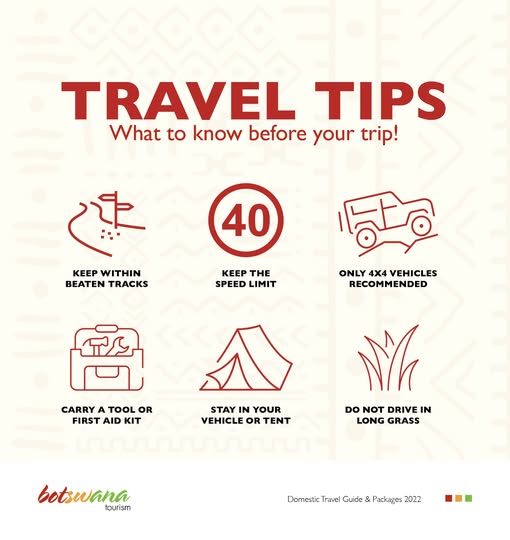 TRAVEL TIPS
What to know before your trip!
40
KEEP WITHIN
BEATEN TRACKS
KEEP THE
SPEED LIMIT
ONLY 4X4 VEHICLES
RECOMMENDED
CARRY A TOOL OR
FIRST AID KIT
STAY IN YOUR
VEHICLE OR TENT
DO NOT DRIVE IN
LONG GRASS
botswana
tourism
Domestic Travel Guide & Packages 2022